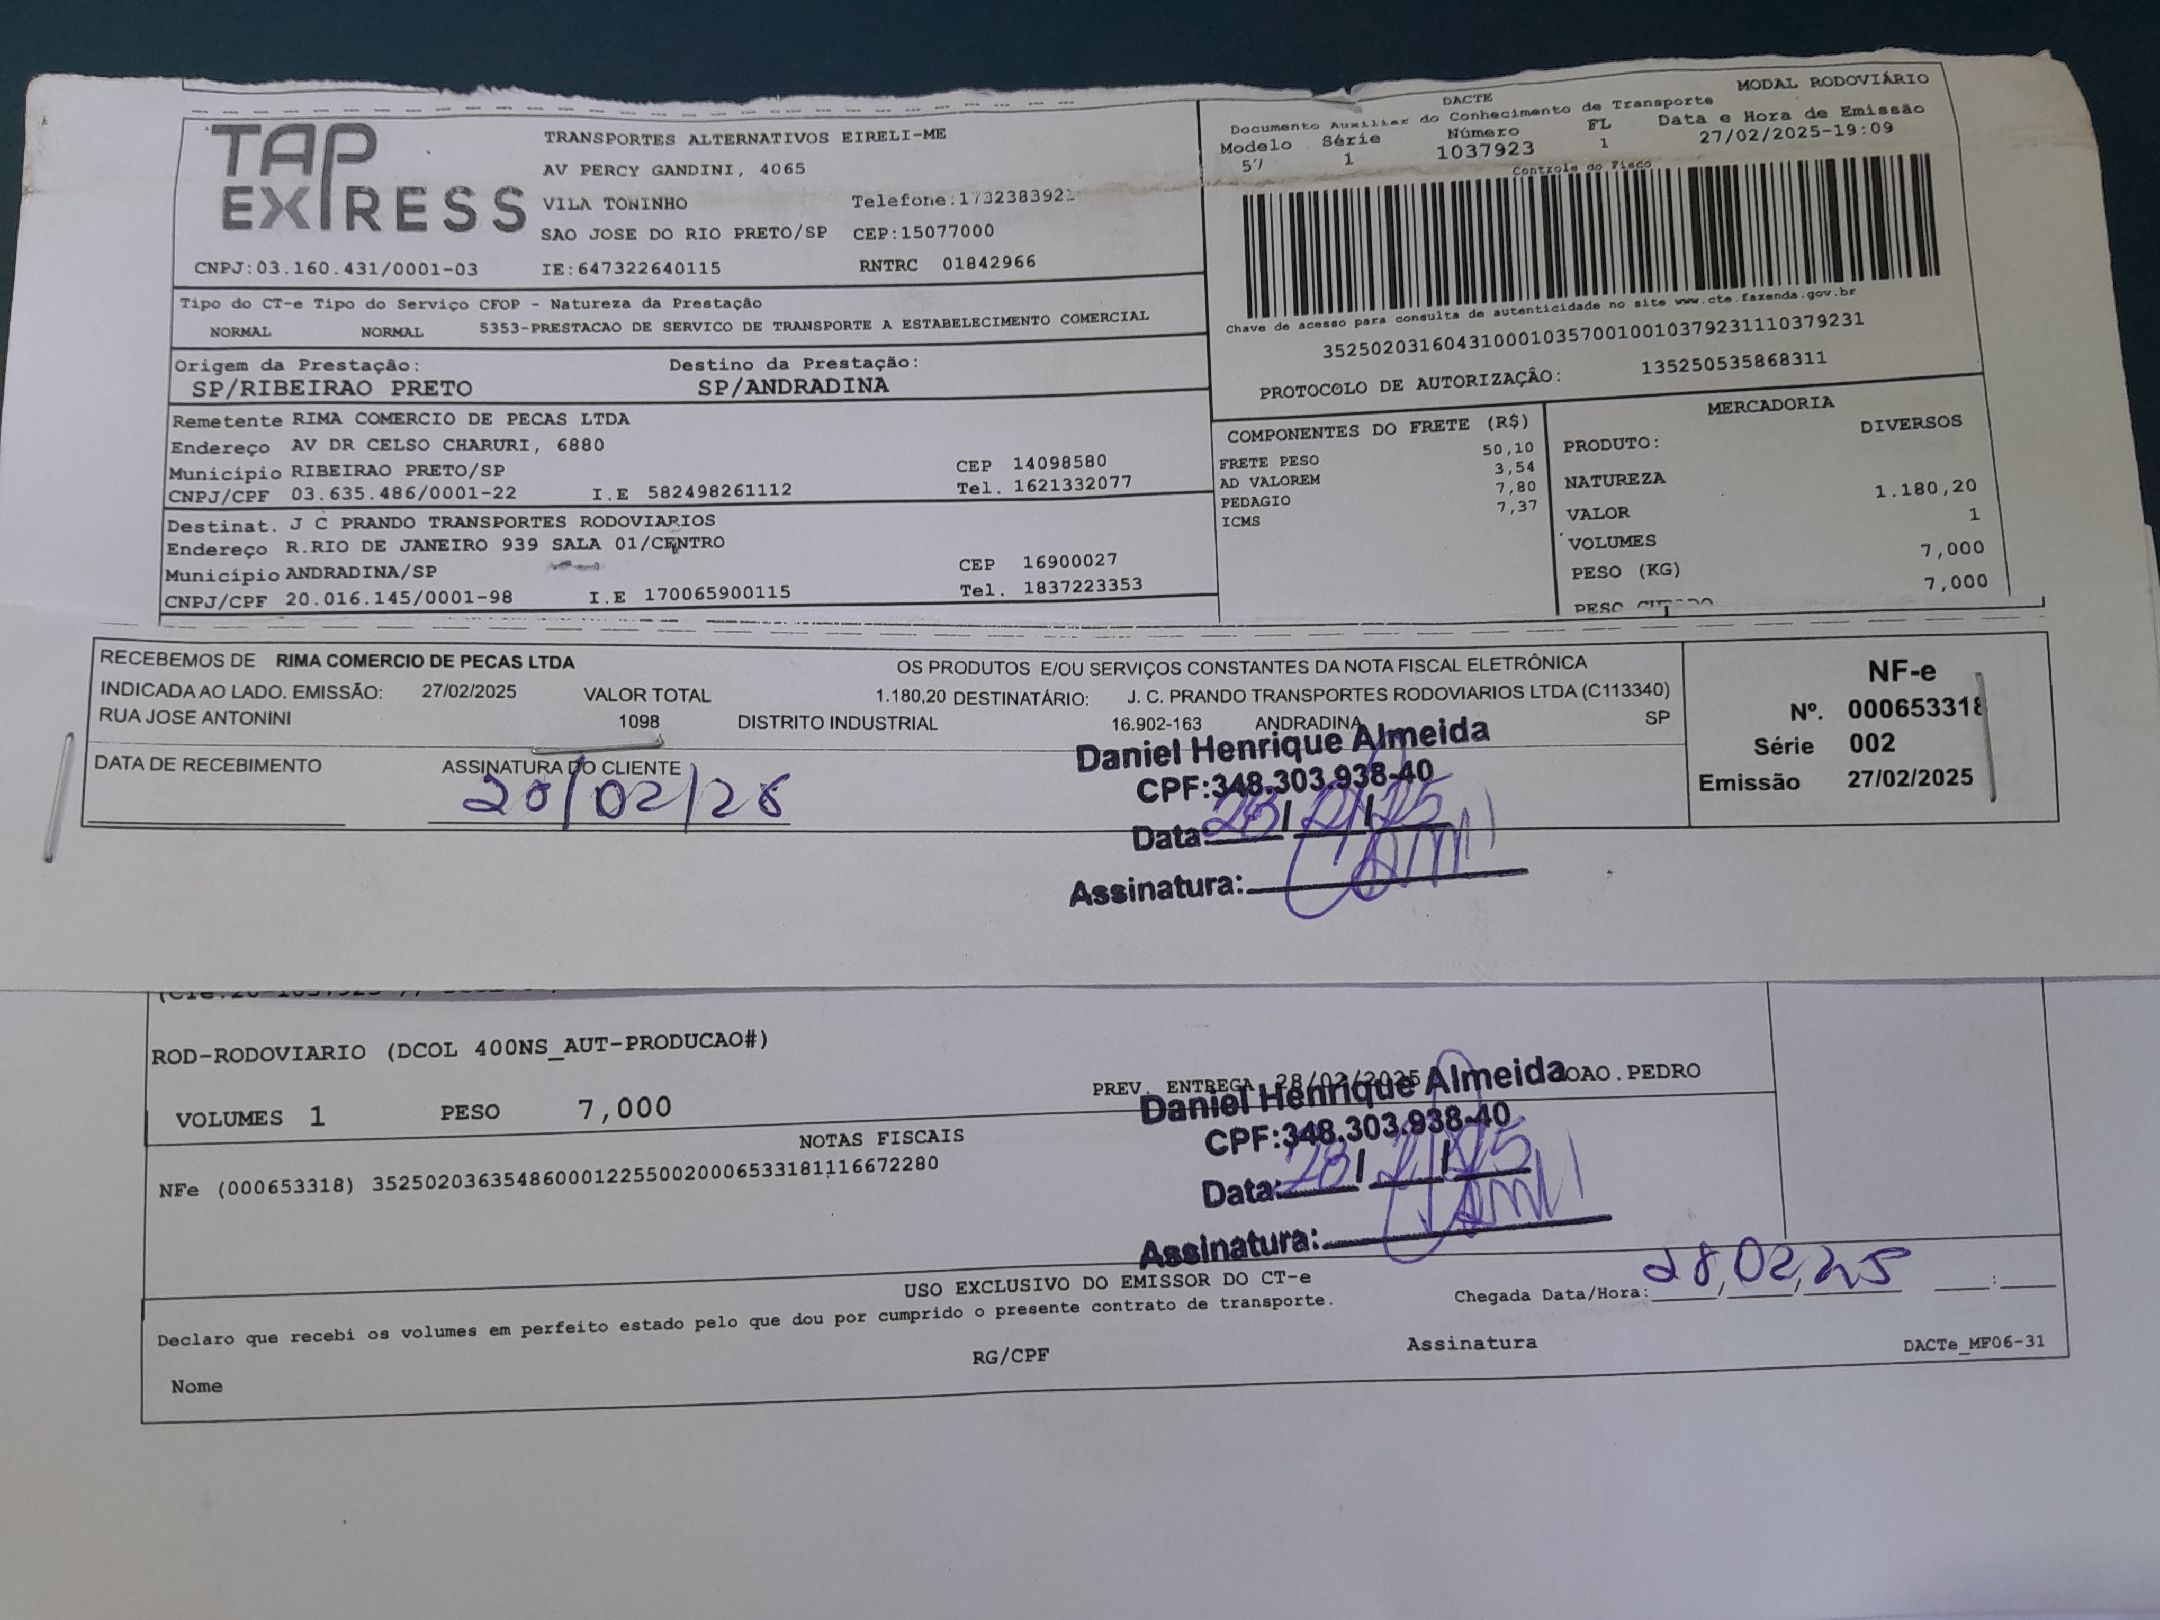 TAP EXPRESS
TRANSPORTES ALTERNATIVOS EIRELI-ME
AV PERCY GANDINI, 4065
VILA TONINHO Telefone:1732383921
SAO JOSE DO RIO PRETO/SP CEP:15077000
CNPJ:03.160.431/0001-03 IE:647322640115 RNTRC 01842966
DACTE MODAL RODOVIÁRIO
Documento Auxiliar do Conhecimento de Transporte
Modelo Série Número FL Data e Hora de Emissão
57 1 1037923 1 27/02/2025-19:09
Controle do Fisco
Chave de acesso para consulta de autenticidade no site www.cte.fazenda.gov.br
35250203160431000103570010010379231110379231
PROTOCOLO DE AUTORIZAÇÃO: 135250535868311
Tipo do CT-e Tipo do Serviço CFOP - Natureza da Prestação
NORMAL NORMAL 5353-PRESTACAO DE SERVICO DE TRANSPORTE A ESTABELECIMENTO COMERCIAL
Origem da Prestação: Destino da Prestação:
SP/RIBEIRAO PRETO SP/ANDRADINA
Remetente RIMA COMERCIO DE PECAS LTDA
Endereço AV DR CELSO CHARURI, 6880
Município RIBEIRAO PRETO/SP CEP 14098580
CNPJ/CPF 03.635.486/0001-22 I.E 582498261112 Tel. 1621332077
Destinat. J C PRANDO TRANSPORTES RODOVIARIOS
Endereço R.RIO DE JANEIRO 939 SALA 01/CENTRO
Município ANDRADINA/SP CEP 16900027
CNPJ/CPF 20.016.145/0001-98 I.E 170065900115 Tel. 1837223353
COMPONENTES DO FRETE (R$)
FRETE PESO 50,10
AD VALOREM 3,54
PEDAGIO 7,80
ICMS 7,37
MERCADORIA
PRODUTO: DIVERSOS
NATUREZA
VALOR 1.180,20
VOLUMES 1
PESO (KG) 7,000
PESO 7,000
RECEBEMOS DE RIMA COMERCIO DE PECAS LTDA OS PRODUTOS E/OU SERVIÇOS CONSTANTES DA NOTA FISCAL ELETRÔNICA
INDICADA AO LADO. EMISSÃO: 27/02/2025 VALOR TOTAL 1.180,20 DESTINATÁRIO: J. C. PRANDO TRANSPORTES RODOVIARIOS LTDA (C113340)
RUA JOSE ANTONINI 1098 DISTRITO INDUSTRIAL 16.902-163 ANDRADINA SP
DATA DE RECEBIMENTO ASSINATURA DO CLIENTE
NF-e
Nº. 000653318
Série 002
Emissão 27/02/2025
Daniel Henrique Almeida
CPF:348.303.938-40
Data:
Assinatura:
ROD-RODOVIARIO (DCOL 400NS_AUT-PRODUCAO#)
PREV. ENTREGA 28/02/2025 JOAO.PEDRO
VOLUMES 1 PESO 7,000
NOTAS FISCAIS
NFe (000653318) 35250203635486000122550020006533181116672280
Daniel Henrique Almeida
CPF:348.303.938-40
Data:
Assinatura:
USO EXCLUSIVO DO EMISSOR DO CT-e
Declaro que recebi os volumes em perfeito estado pelo que dou por cumprido o presente contrato de transporte.
Chegada Data/Hora: 28/02/25
Nome RG/CPF Assinatura DACTe_MF06-31